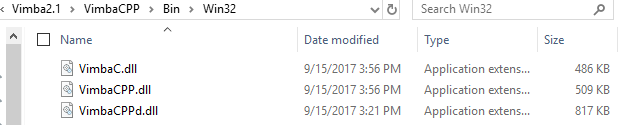 Vimba2.1 > VimbaCPP > Bin > Win32 Search Win32
Name Date modified Type Size
VimbaC.dll 9/15/2017 3:56 PM Application extens... 486 KB
VimbaCPP.dll 9/15/2017 3:56 PM Application extens... 509 KB
VimbaCPPd.dll 9/15/2017 3:21 PM Application extens... 817 KB